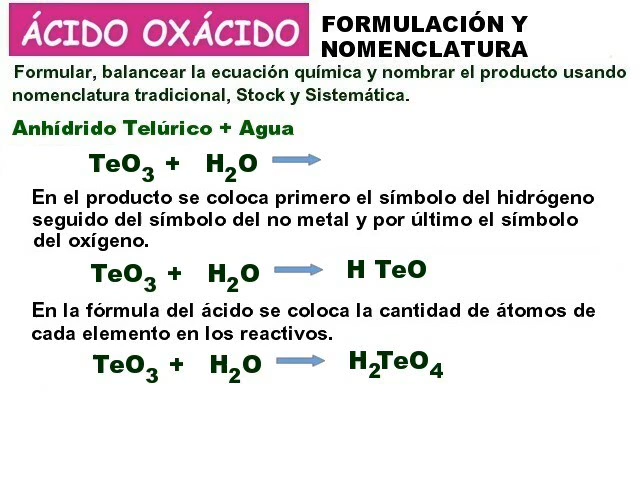 ÁCIDO OXÁCIDO
FORMULACIÓN Y
NOMENCLATURA
Formular, balancear la ecuación química y nombrar el producto usando
nomenclatura tradicional, Stock y Sistemática.
Anhídrido Telúrico + Agua
TeO₃ + H₂O →
En el producto se coloca primero el símbolo del hidrógeno
seguido del símbolo del no metal y por último el símbolo
del oxígeno.
TeO₃ + H₂O → H TeO
En la fórmula del ácido se coloca la cantidad de átomos de
cada elemento en los reactivos.
TeO₃ + H₂O → H₂TeO₄